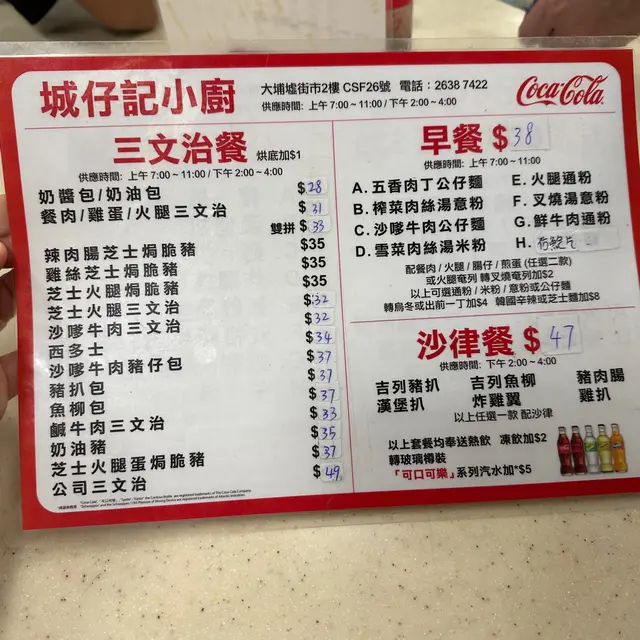 城仔記小廚
大埔墟街市2樓 CSF26號 電話：2638 7422
供應時間: 上午 7:00~11:00 / 下午 2:00~4:00
Coca-Cola
三文治餐 烘底加$1
供應時間: 上午 7:00~11:00 / 下午 2:00~4:00
奶醬包/奶油包 $28
餐肉/雞蛋/火腿三文治 $31
雙拼 $33
辣肉腸芝士焗脆豬 $35
雞絲芝士焗脆豬 $35
芝士火腿焗脆豬 $35
芝士火腿三文治 $32
沙嗲牛肉三文治 $32
西多士 $34
沙嗲牛肉豬仔包 $37
豬扒包 $37
魚柳包 $37
鹹牛肉三文治 $33
奶油豬 $35
芝士火腿蛋焗脆豬 $37
公司三文治 $49
早餐 $38
供應時間: 上午 7:00~11:00
A. 五香肉丁公仔麵
B. 榨菜肉絲湯意粉
C. 沙嗲牛肉公仔麵
D. 雪菜肉絲湯米粉
E. 火腿通粉
F. 叉燒湯意粉
G. 鮮牛肉通粉
H.
配餐肉 / 火腿 / 腸仔 / 煎蛋 (任選二款)
或火腿奄列 轉叉燒奄列加$2
以上可選通粉 / 米粉 / 意粉或公仔麵
轉烏冬或出前一丁加$4 韓國辛辣或芝士麵加$8
沙律餐 $47
供應時間: 下午 2:00~4:00
吉列豬扒 吉列魚柳 豬肉腸
漢堡扒 炸雞翼 雞扒
以上任選一款 配沙律
以上套餐均奉送熱飲 凍飲加$2
轉玻璃樽裝
「可口可樂」系列汽水加*$5